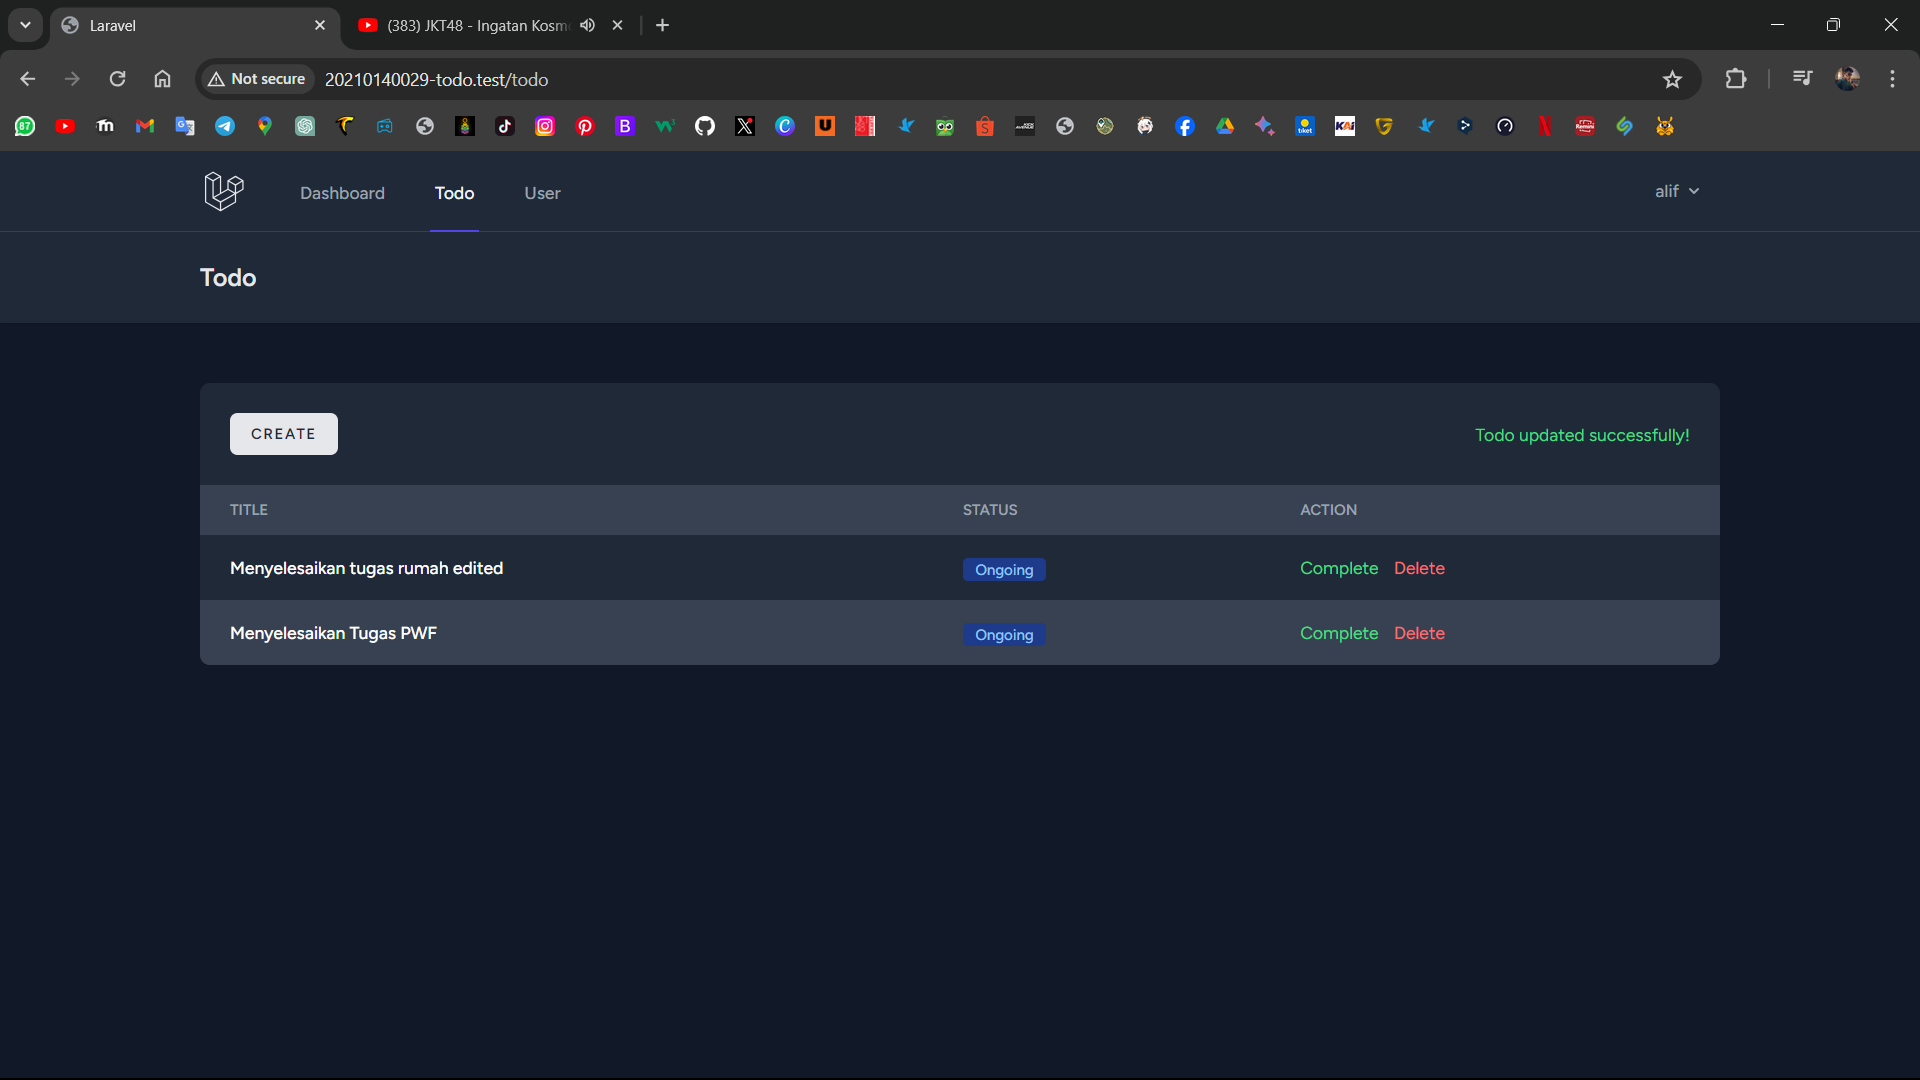 Laravel
(383) JKT48 - Ingatan Kosm
Not secure
20210140029-todo.test/todo
87
Dashboard
Todo
User
alif
Todo
CREATE
Todo updated successfully!
TITLE
STATUS
ACTION
Menyelesaikan tugas rumah edited
Ongoing
Complete
Delete
Menyelesaikan Tugas PWF
Ongoing
Complete
Delete